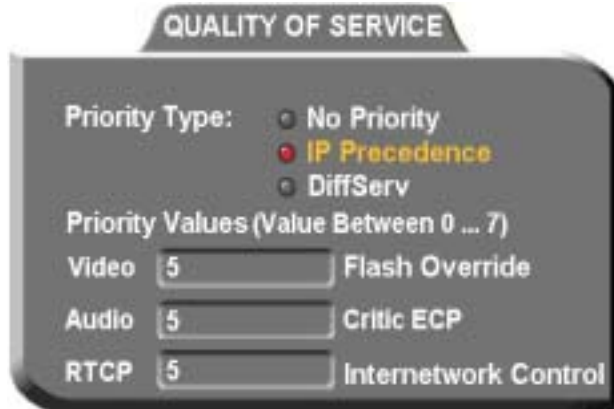 QUALITY OF SERVICE
Priority Type:
No Priority
IP Precedence
DiffServ
Priority Values (Value Between 0 ... 7)
Video 5 Flash Override
Audio 5 Critic ECP
RTCP 5 Internetwork Control